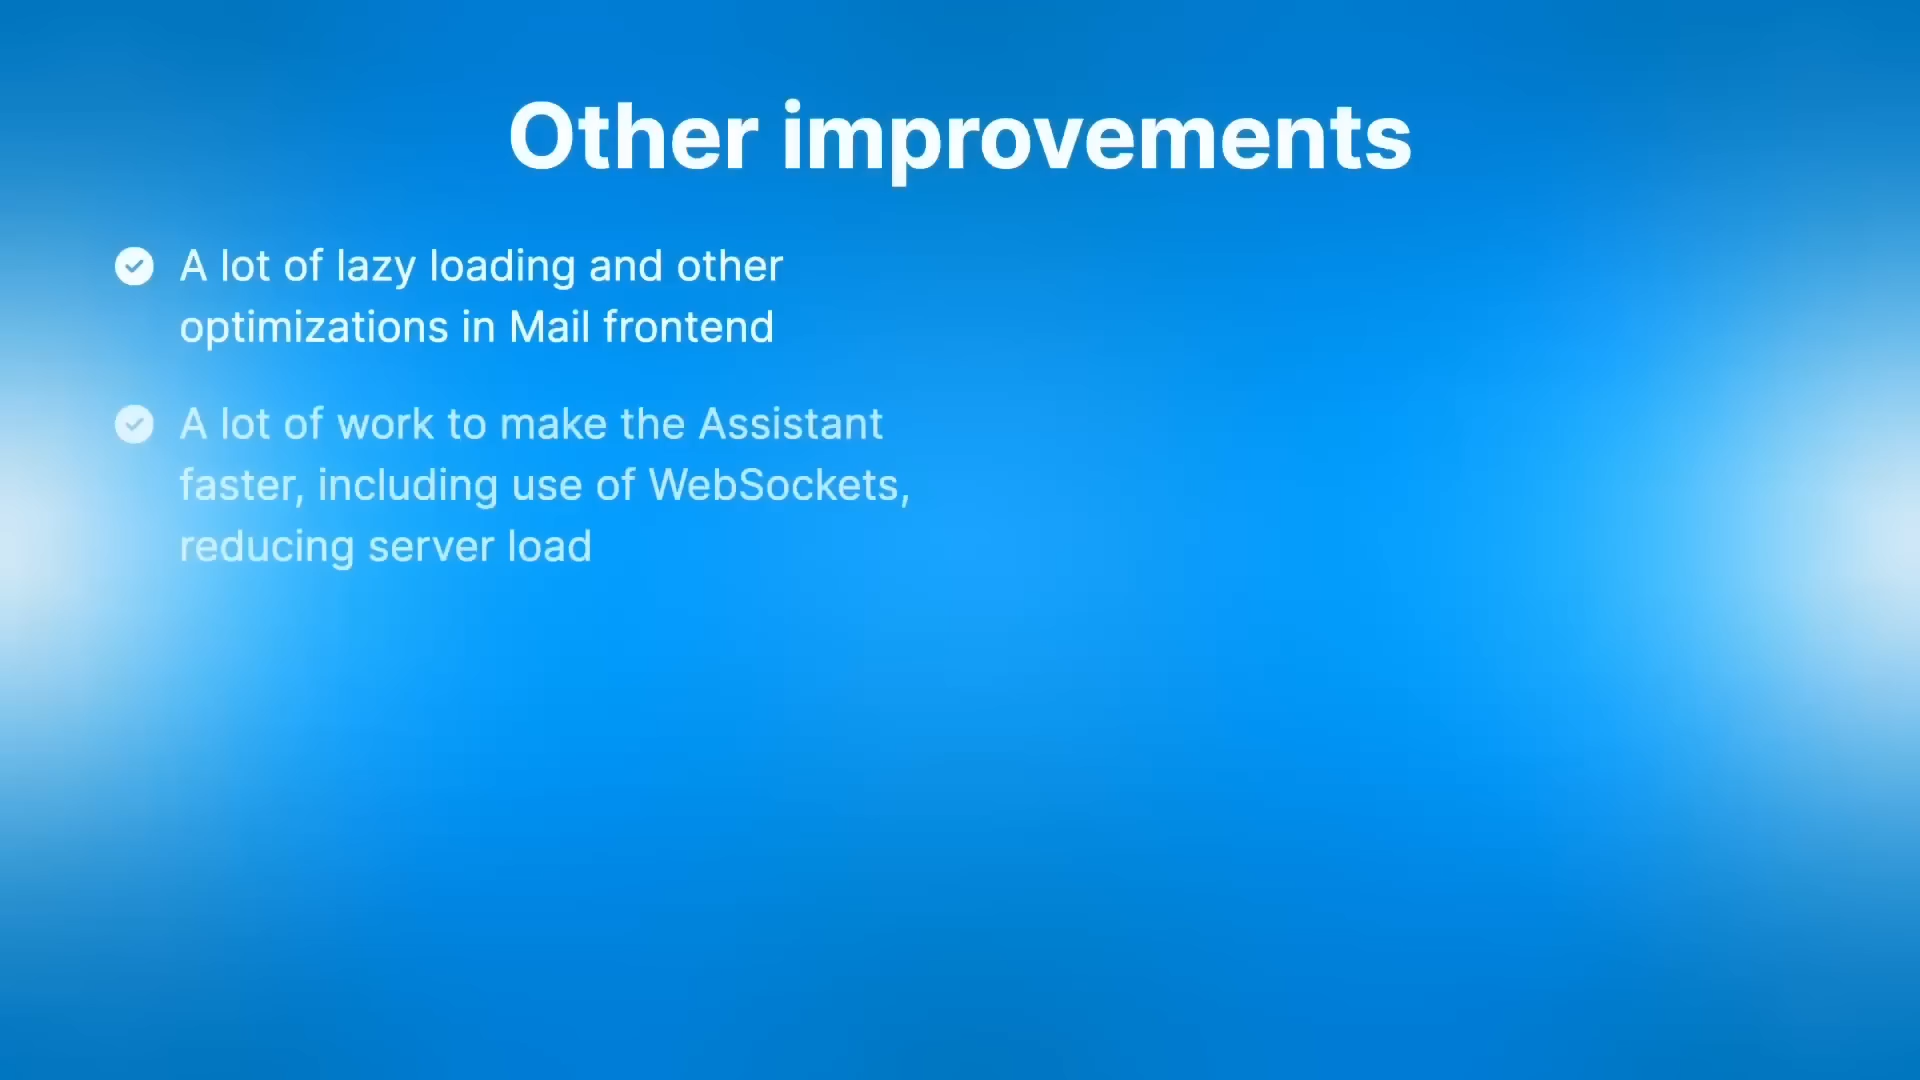 Other improvements
A lot of lazy loading and other
optimizations in Mail frontend
A lot of work to make the Assistant
faster, including use of WebSockets,
reducing server load